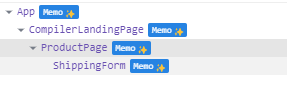 App Memo ✨
CompilerLandingPage Memo ✨
ProductPage Memo ✨
ShippingForm Memo ✨